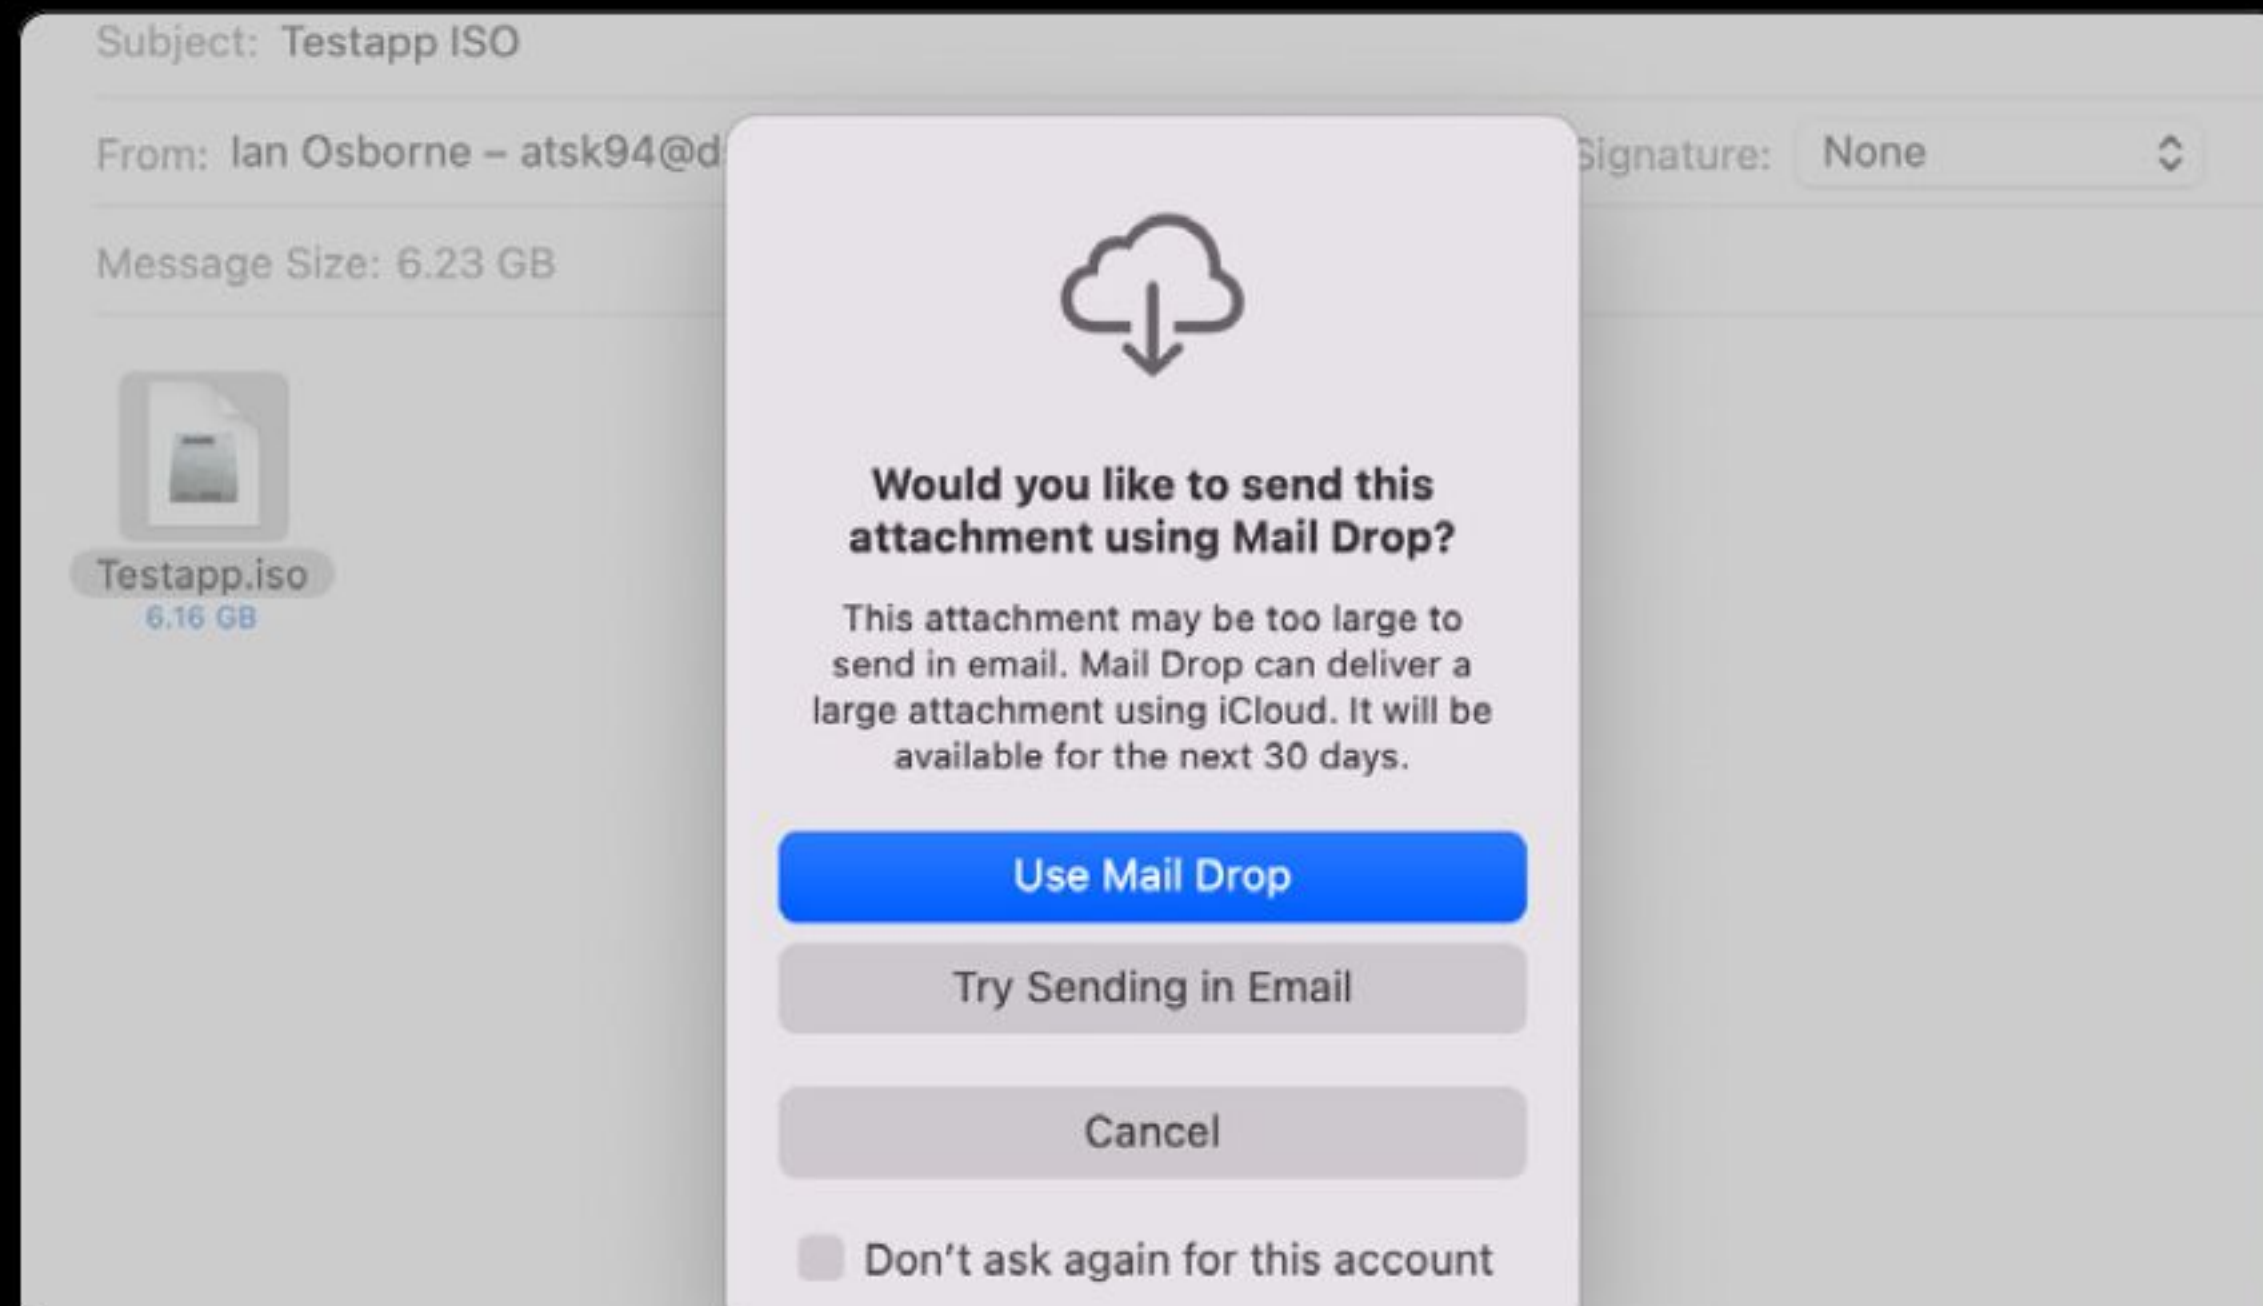 Subject: Testapp ISO
From: Ian Osborne – atsk94@d
Signature: None
Message Size: 6.23 GB
Testapp.iso
6.16 GB
Would you like to send this
attachment using Mail Drop?
This attachment may be too large to
send in email. Mail Drop can deliver a
large attachment using iCloud. It will be
available for the next 30 days.
Use Mail Drop
Try Sending in Email
Cancel
Don't ask again for this account